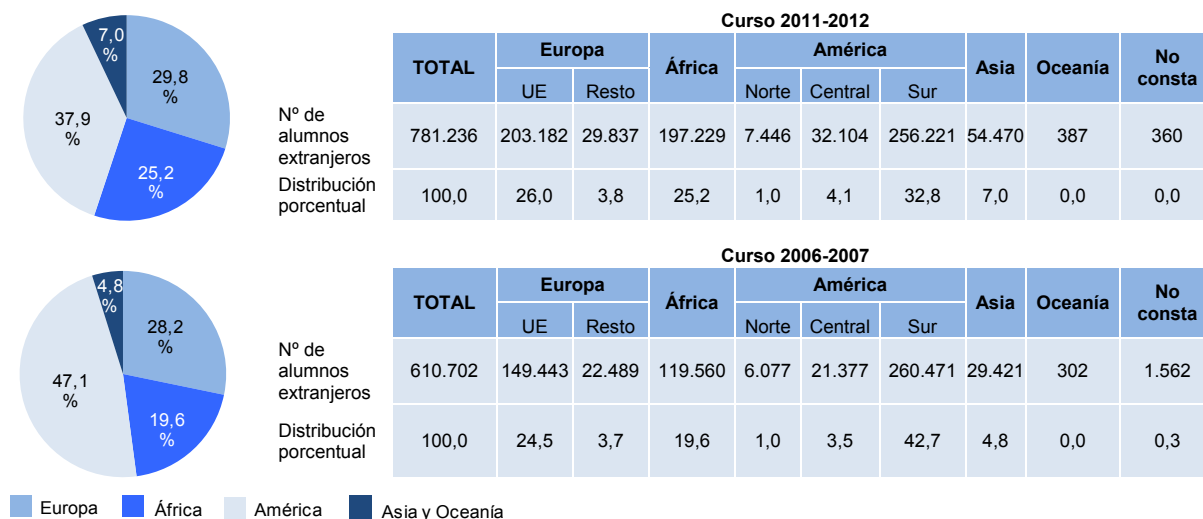 7,0
%
29,8
%
37,9
%
25,2
%
Curso 2011-2012
TOTAL Europa África América Asia Oceanía No consta
UE Resto Norte Central Sur
Nº de
alumnos
extranjeros
781.236 203.182 29.837 197.229 7.446 32.104 256.221 54.470 387 360
Distribución
porcentual
100,0 26,0 3,8 25,2 1,0 4,1 32,8 7,0 0,0 0,0
4,8
%
28,2
%
47,1
%
19,6
%
Curso 2006-2007
TOTAL Europa África América Asia Oceanía No consta
UE Resto Norte Central Sur
Nº de
alumnos
extranjeros
610.702 149.443 22.489 119.560 6.077 21.377 260.471 29.421 302 1.562
Distribución
porcentual
100,0 24,5 3,7 19,6 1,0 3,5 42,7 4,8 0,0 0,3
Europa África América Asia y Oceanía